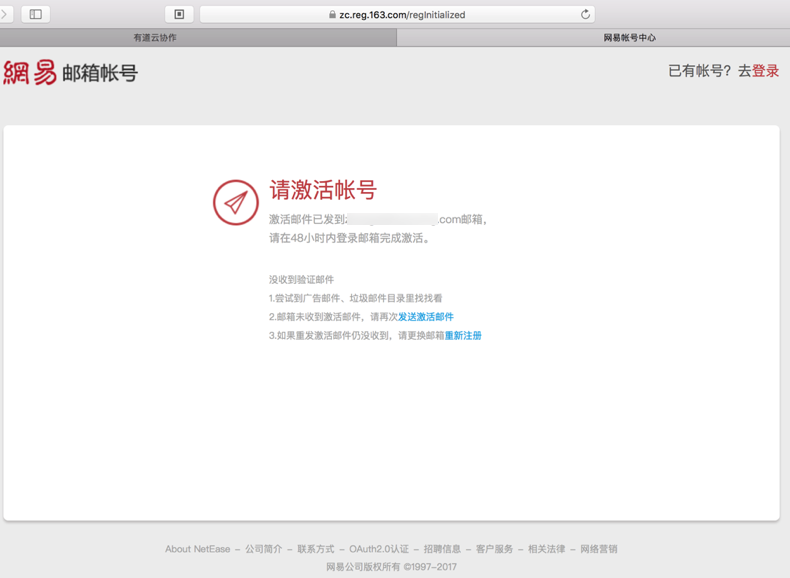 zc.reg.163.com/regInitialized
有道云协作
网易帐号中心
網易 邮箱帐号
已有帐号？去登录
请激活帐号
激活邮件已发到: .com邮箱，
请在48小时内登录邮箱完成激活。
没收到验证邮件
1.尝试到广告邮件、垃圾邮件目录里找找看
2.邮箱未收到激活邮件，请再次发送激活邮件
3.如果重发激活邮件仍没收到，请更换邮箱重新注册
About NetEase - 公司简介 - 联系方式 - OAuth2.0认证 - 招聘信息 - 客户服务 - 相关法律 - 网络营销
网易公司版权所有 ©1997-2017